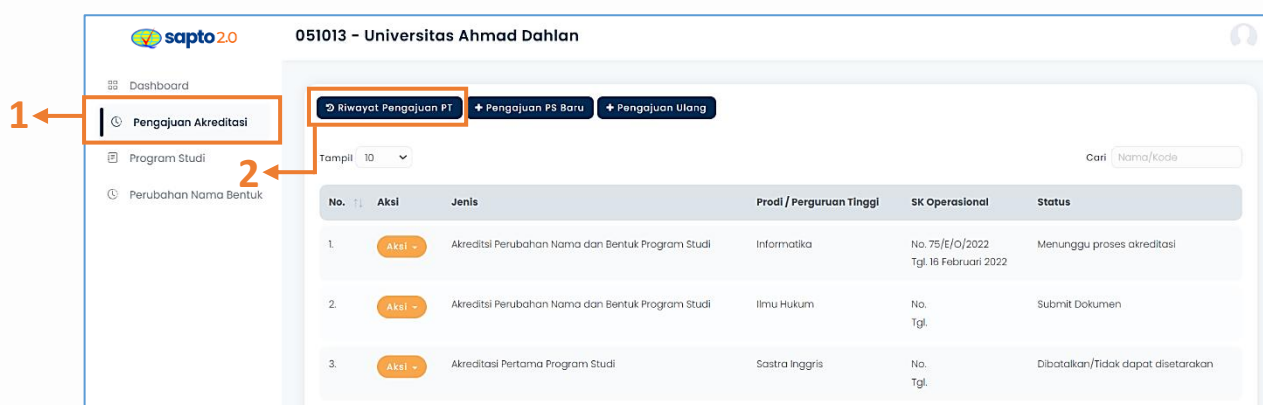 sapto 2.0
051013 - Universitas Ahmad Dahlan
Dashboard
1
Pengajuan Akreditasi
Riwayat Pengajuan PT
+ Pengajuan PS Baru
+ Pengajuan Ulang
Program Studi
2
Tampil 10
Cari Nama/Kode
Perubahan Nama Bentuk
No. Aksi Jenis Prodi / Perguruan Tinggi SK Operasional Status
1. Aksi Akreditsi Perubahan Nama dan Bentuk Program Studi Informatika No. 75/E/O/2022 Menunggu proses akreditasi
Tgl. 16 Februari 2022
2. Aksi Akreditsi Perubahan Nama dan Bentuk Program Studi Ilmu Hukum No. Submit Dokumen
Tgl.
3. Aksi Akreditasi Pertama Program Studi Sastra Inggris No. Dibatalkan/Tidak dapat disetarakan
Tgl.